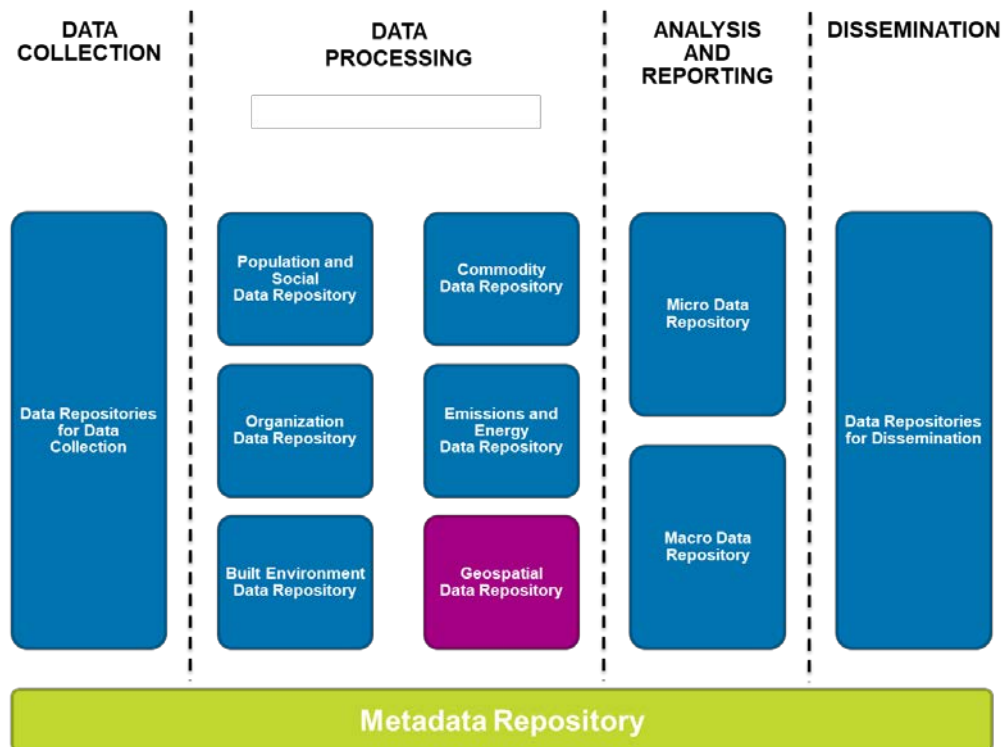 DATA
COLLECTION
DATA
PROCESSING
ANALYSIS
AND
REPORTING
DISSEMINATION
Data Repositories
for Data
Collection
Population and
Social
Data Repository
Commodity
Data Repository
Organization
Data Repository
Emissions and
Energy
Data Repository
Built Environment
Data Repository
Geospatial
Data Repository
Micro Data
Repository
Macro Data
Repository
Data Repositories
for Dissemination
Metadata Repository